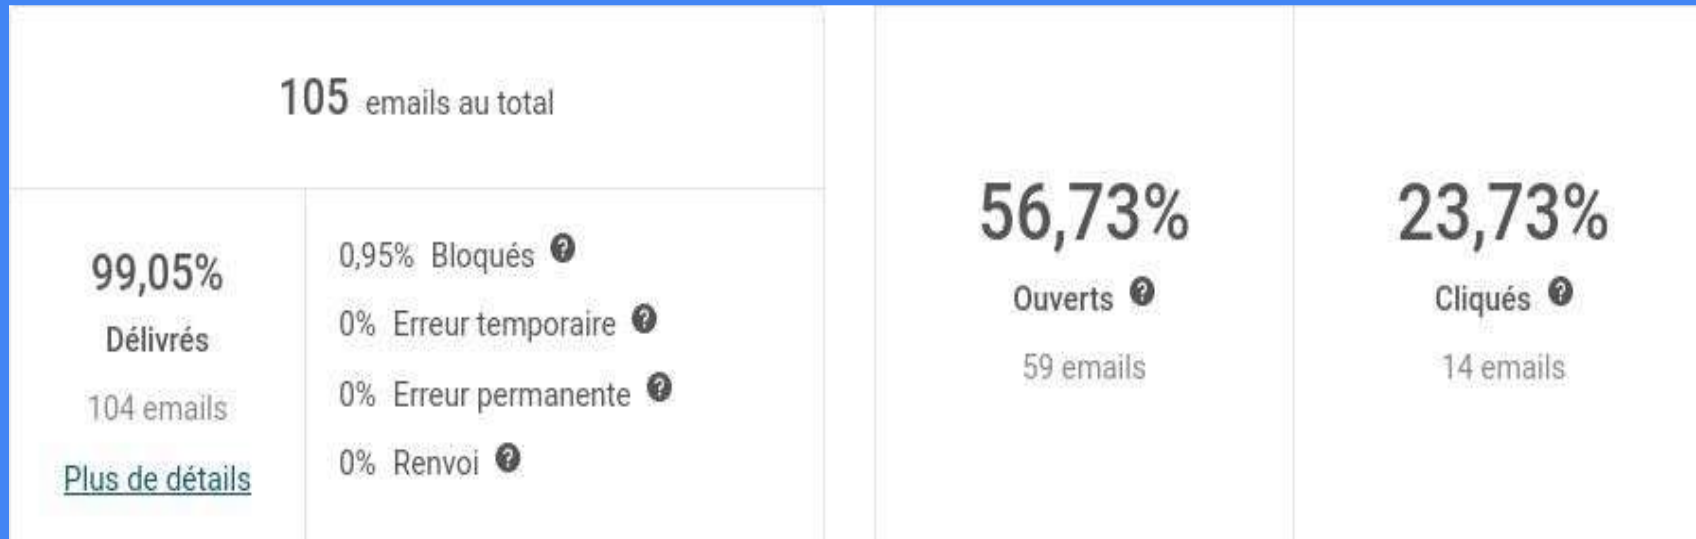 105 emails au total
99,05%
Délivrés
104 emails
Plus de détails
0,95% Bloqués ?
0% Erreur temporaire ?
0% Erreur permanente ?
0% Renvoi ?
56,73%
Ouverts ?
59 emails
23,73%
Cliqués ?
14 emails